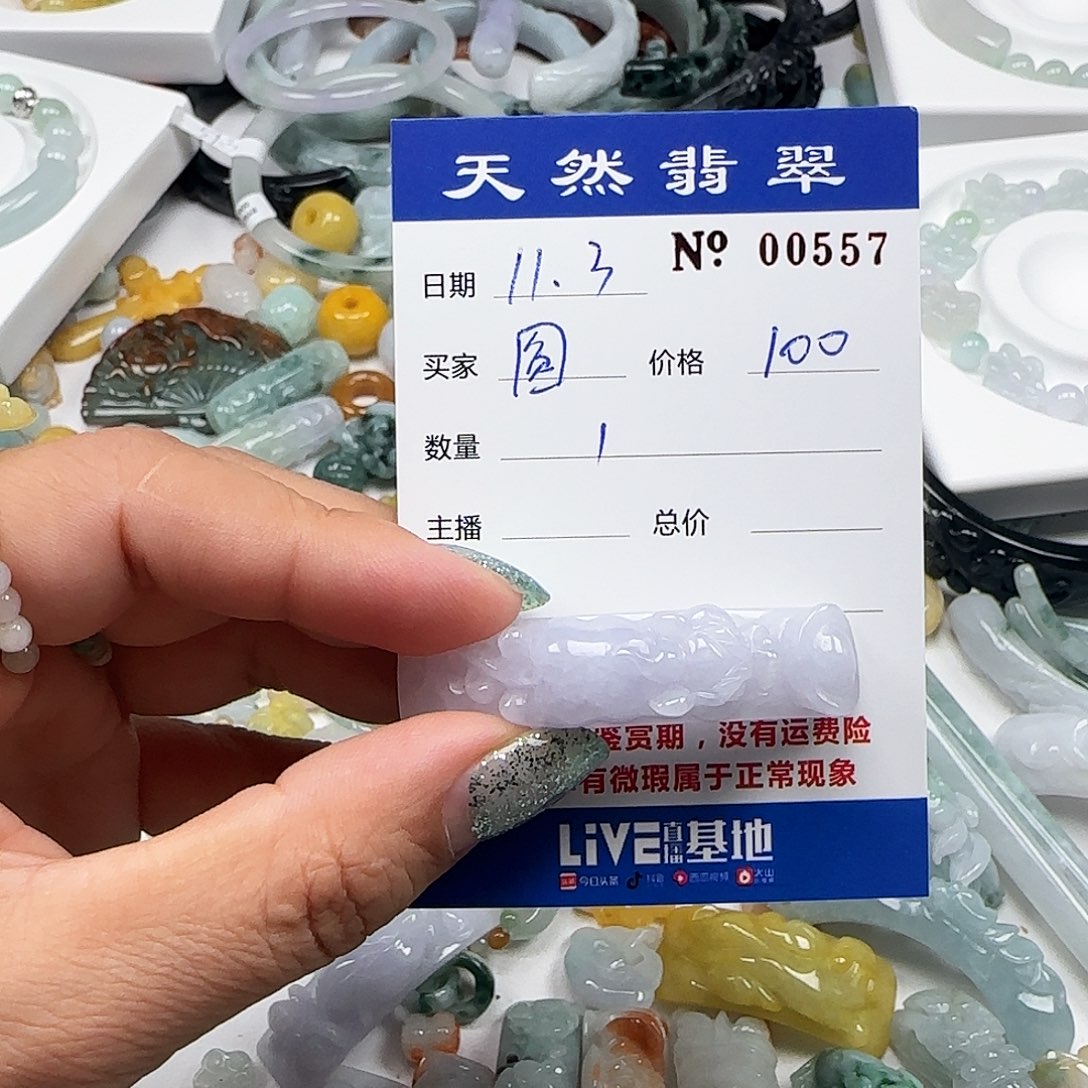 天然翡翠
№ 00557
日期 11.3
买家 圆 价格 100
数量 1
主播 总价
鉴赏期，没有运费险
有微瑕属于正常现象
LiVE直播基地
今日头条 抖音 西瓜视频 火山